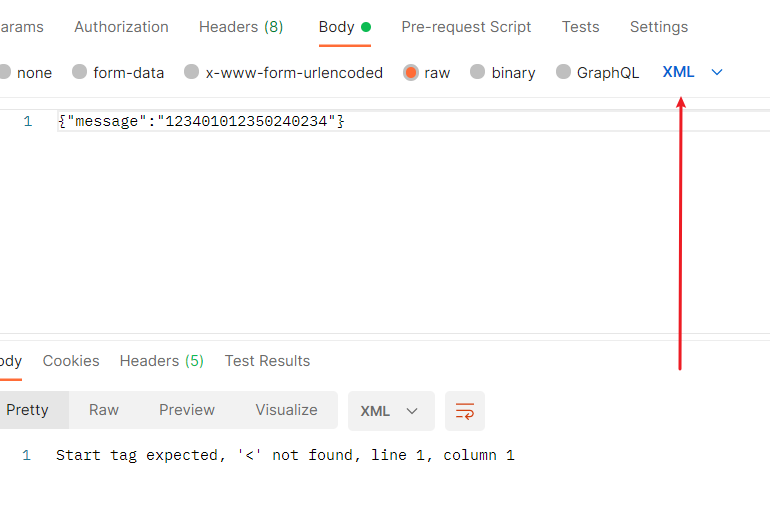 arams Authorization Headers (8) Body Pre-request Script Tests Settings
none form-data x-www-form-urlencoded raw binary GraphQL XML
1 {"message":"123401012350240234"}
ody Cookies Headers (5) Test Results
Pretty Raw Preview Visualize XML
1 Start tag expected, '<' not found, line 1, column 1